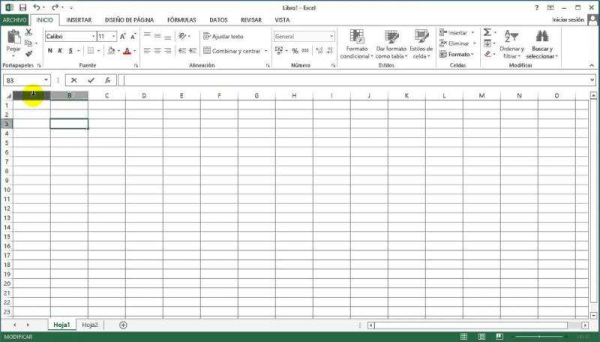 Libro1 - Excel
ARCHIVO INICIO INSERTAR DISEÑO DE PÁGINA FÓRMULAS DATOS REVISAR VISTA Iniciar sesión
Pegar
Calibri 11 A A
Ajustar texto
General
Formato condicional
Dar formato como tabla
Estilos de celda
Insertar
Eliminar
Formato
Ordenar y filtrar
Buscar y seleccionar
N K S
Combinar y centrar
% 000
Portapapeles Fuente Alineación Número Estilos Celdas Modificar
B3 fx
B C D E F G H I J K L M N O
1
2
3
4
5
6
7
8
9
10
11
12
13
14
15
16
17
18
19
20
21
22
23
Hoja1 Hoja2
MODIFICAR